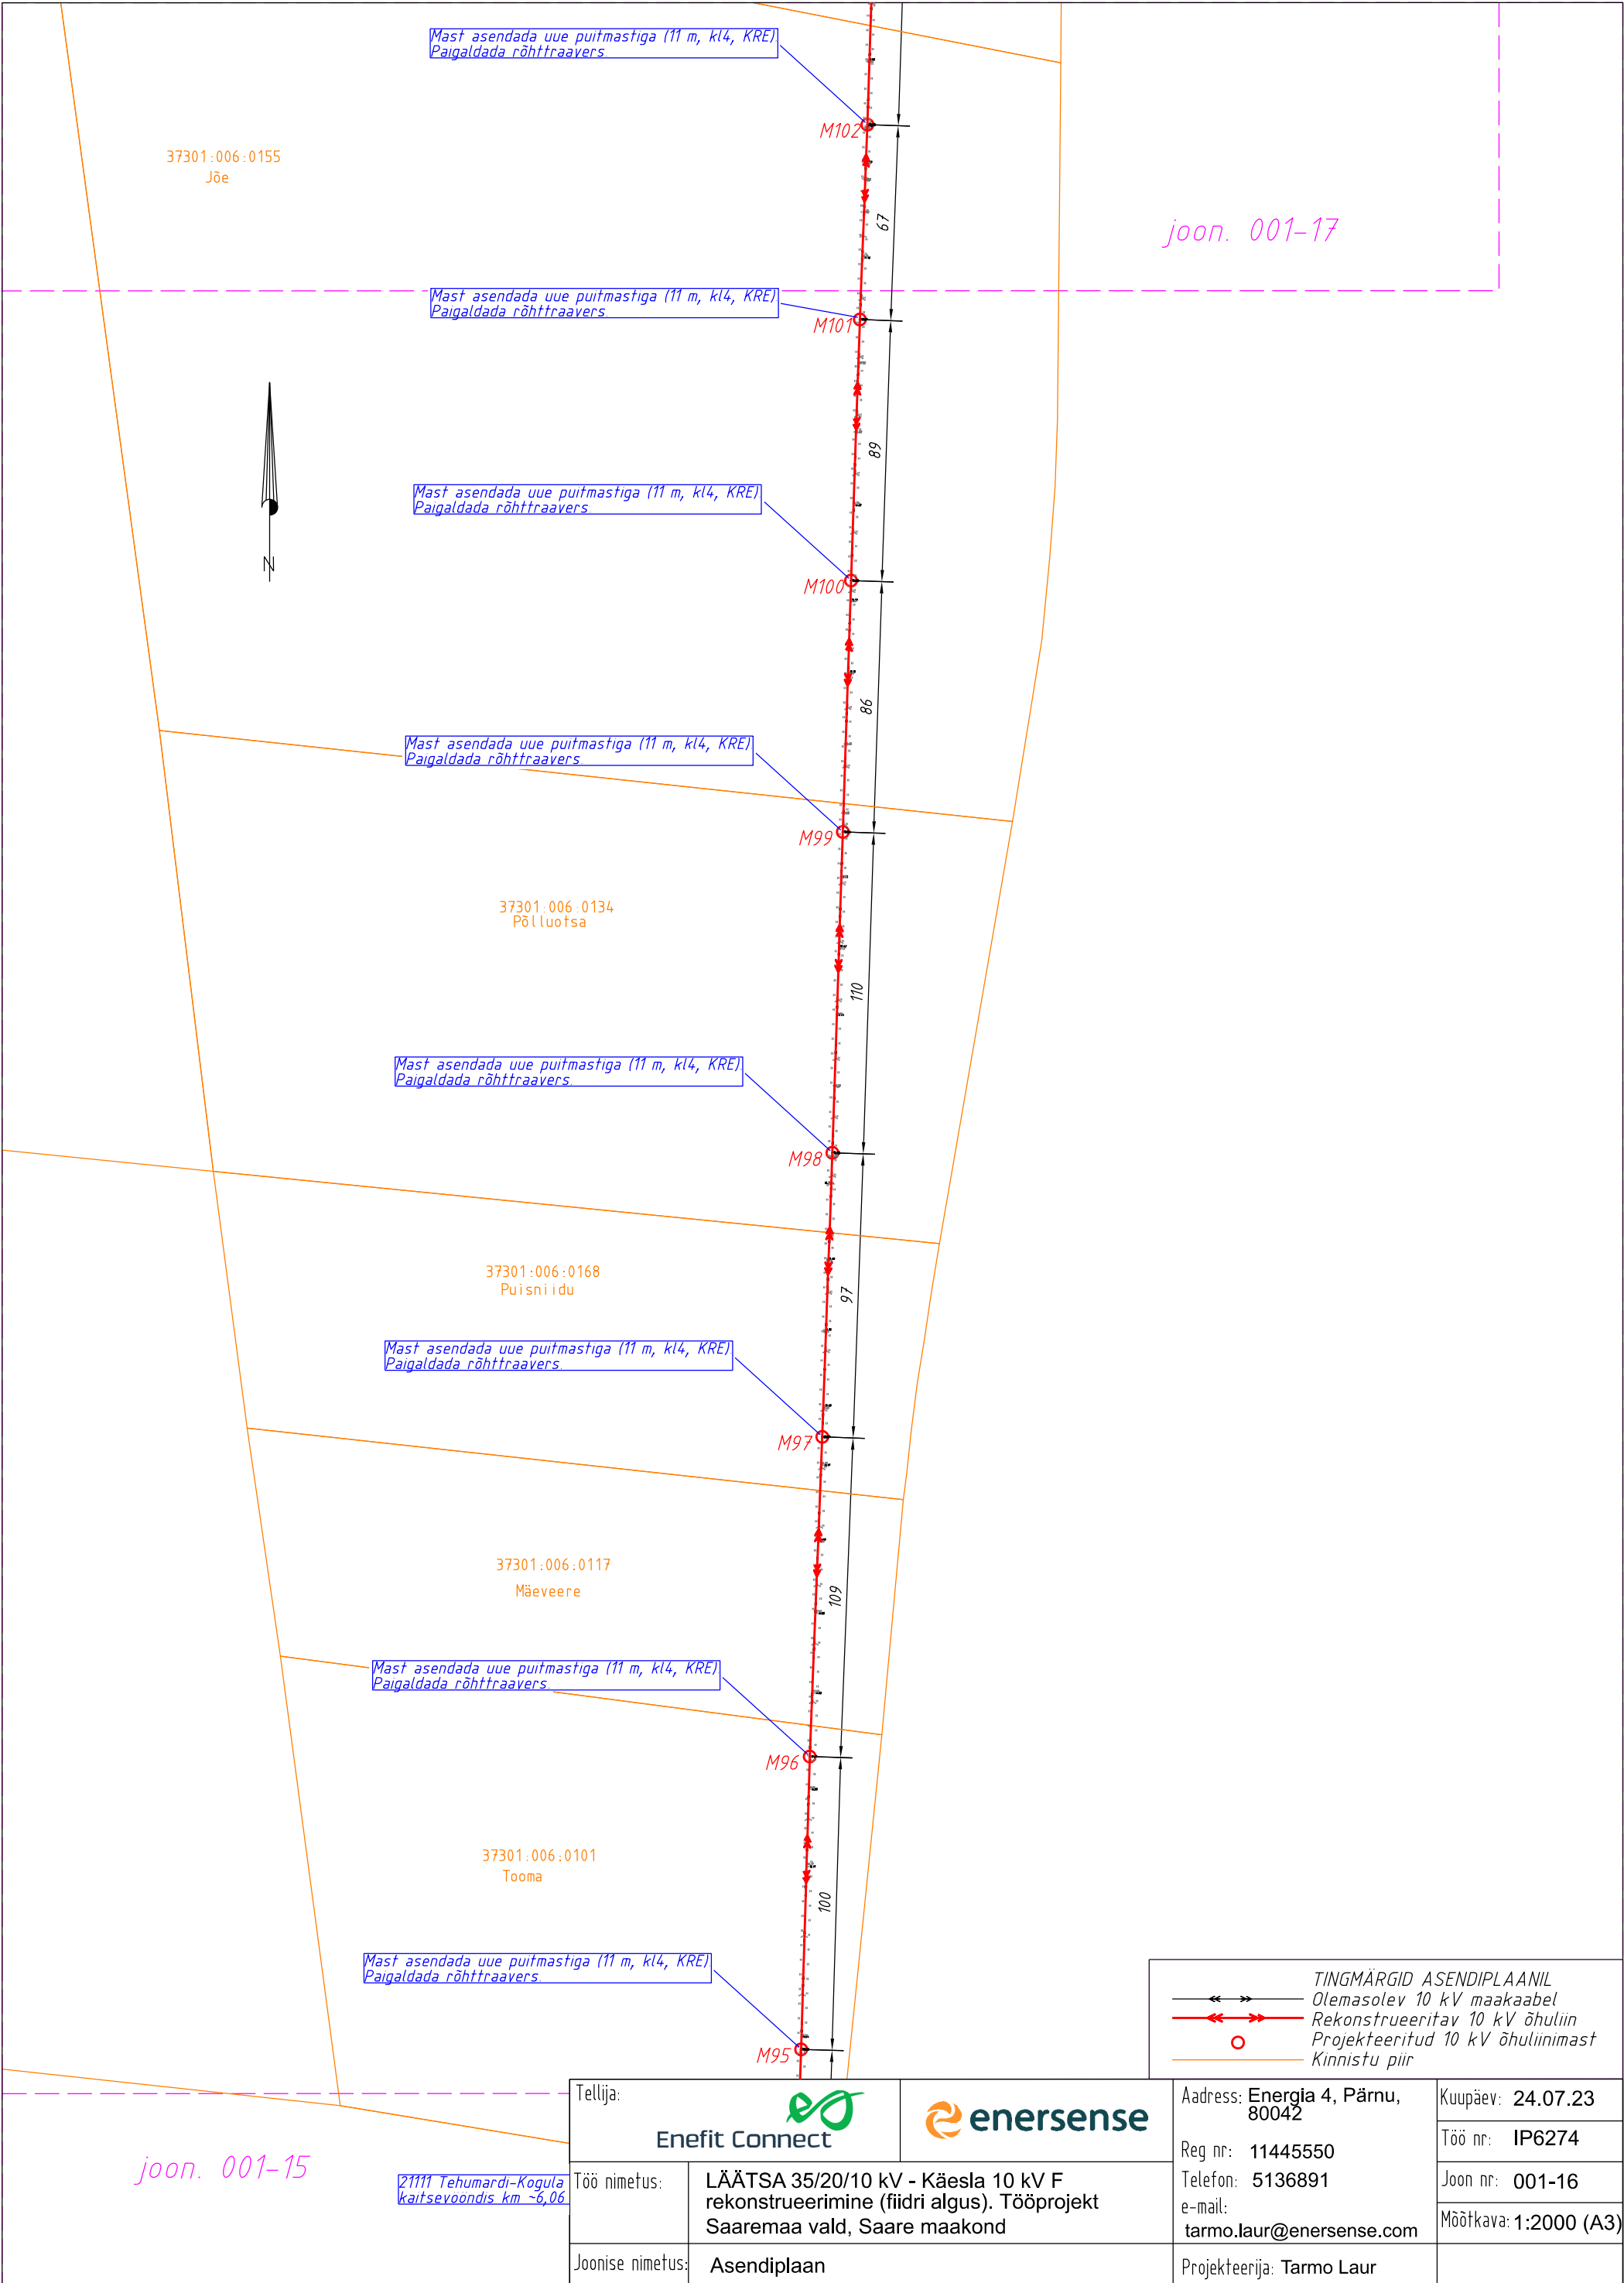 Mast asendada uue puitmastiga (11 m, kl4, KRE).
Paigaldada rõhttraavers.
M102
37301:006:0155
Jõe
67
joon. 001-17
Mast asendada uue puitmastiga (11 m, kl4, KRE).
Paigaldada rõhttraavers.
M101
89
Mast asendada uue puitmastiga (11 m, kl4, KRE).
Paigaldada rõhttraavers.
N
M100
86
Mast asendada uue puitmastiga (11 m, kl4, KRE).
Paigaldada rõhttraavers.
M99
37301:006:0134
Põlluotsa
110
Mast asendada uue puitmastiga (11 m, kl4, KRE).
Paigaldada rõhttraavers.
M98
37301:006:0168
Puisniidu
97
Mast asendada uue puitmastiga (11 m, kl4, KRE).
Paigaldada rõhttraavers.
M97
37301:006:0117
Mäeveere
109
Mast asendada uue puitmastiga (11 m, kl4, KRE).
Paigaldada rõhttraavers.
M96
37301:006:0101
Tooma
100
Mast asendada uue puitmastiga (11 m, kl4, KRE).
Paigaldada rõhttraavers.
M95
TINGMÄRGID ASENDIPLAANIL
Olemasolev 10 kV maakaabel
Rekonstrueeritav 10 kV õhuliin
Projekteeritud 10 kV õhuliinimast
Kinnistu piir
joon. 001-15
21111 Tehumardi-Kogula
kaitsevööndis km ~6,06
Tellija:
Enefit Connect
enersense
Aadress: Energia 4, Pärnu,
80042
Reg nr: 11445550
Telefon: 5136891
e-mail:
tarmo.laur@enersense.com
Kuupäev: 24.07.23
Töö nr: IP6274
Joon nr: 001-16
Mõõtkava: 1:2000 (A3)
Töö nimetus:
LÄÄTSA 35/20/10 kV - Käesla 10 kV F
rekonstrueerimine (fiidri algus). Tööprojekt
Saaremaa vald, Saare maakond
Joonise nimetus: Asendiplaan
Projekteerija: Tarmo Laur